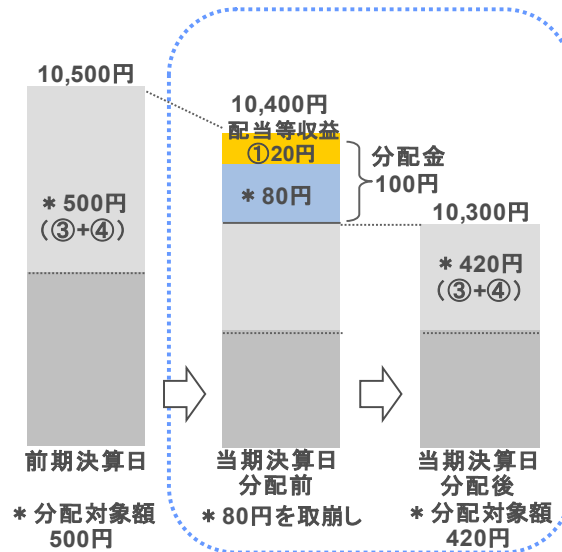 10,500円
＊500円
（③+④）
前期決算日
＊分配対象額
500円
10,400円
配当等収益
①20円
＊80円
分配金
100円
当期決算日
分配前
＊80円を取崩し
10,300円
＊420円
（③+④）
当期決算日
分配後
＊分配対象額
420円